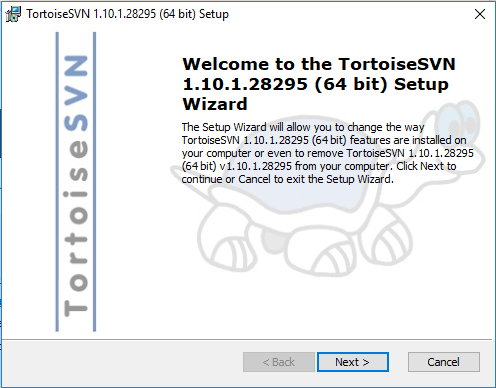 TortoiseSVN 1.10.1.28295 (64 bit) Setup
TortoiseSVN
Welcome to the TortoiseSVN
1.10.1.28295 (64 bit) Setup
Wizard
The Setup Wizard will allow you to change the way
TortoiseSVN 1.10.1.28295 (64 bit) features are installed on
your computer or even to remove TortoiseSVN 1.10.1.28295
(64 bit) v1.10.1.28295 from your computer. Click Next to
continue or Cancel to exit the Setup Wizard.
< Back
Next >
Cancel